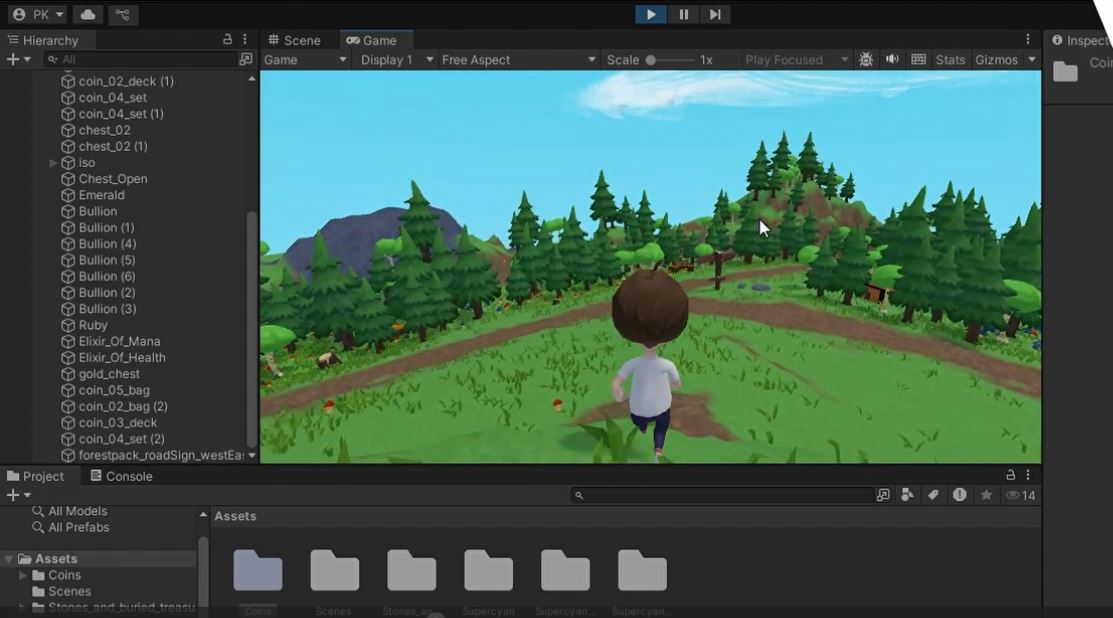 PK
Hierarchy
All
coin_02_deck (1)
coin_04_set
coin_04_set (1)
chest_02
chest_02 (1)
iso
Chest_Open
Emerald
Bullion
Bullion (1)
Bullion (4)
Bullion (5)
Bullion (6)
Bullion (2)
Bullion (3)
Ruby
Elixir_Of_Mana
Elixir_Of_Health
gold_chest
coin_05_bag
coin_02_bag (2)
coin_03_deck
coin_04_set (2)
forestpack_roadSign_westEa
Scene Game
Game Display 1 Free Aspect Scale 1x Play Focused Stats Gizmos
Inspect
Coin
Project Console
14
All Models
All Prefabs
Assets
Coins
Scenes
Stones_and_buried_treasu
Assets
Coins Scenes Stones_an... Supercyan Supercyan... Supercyan...